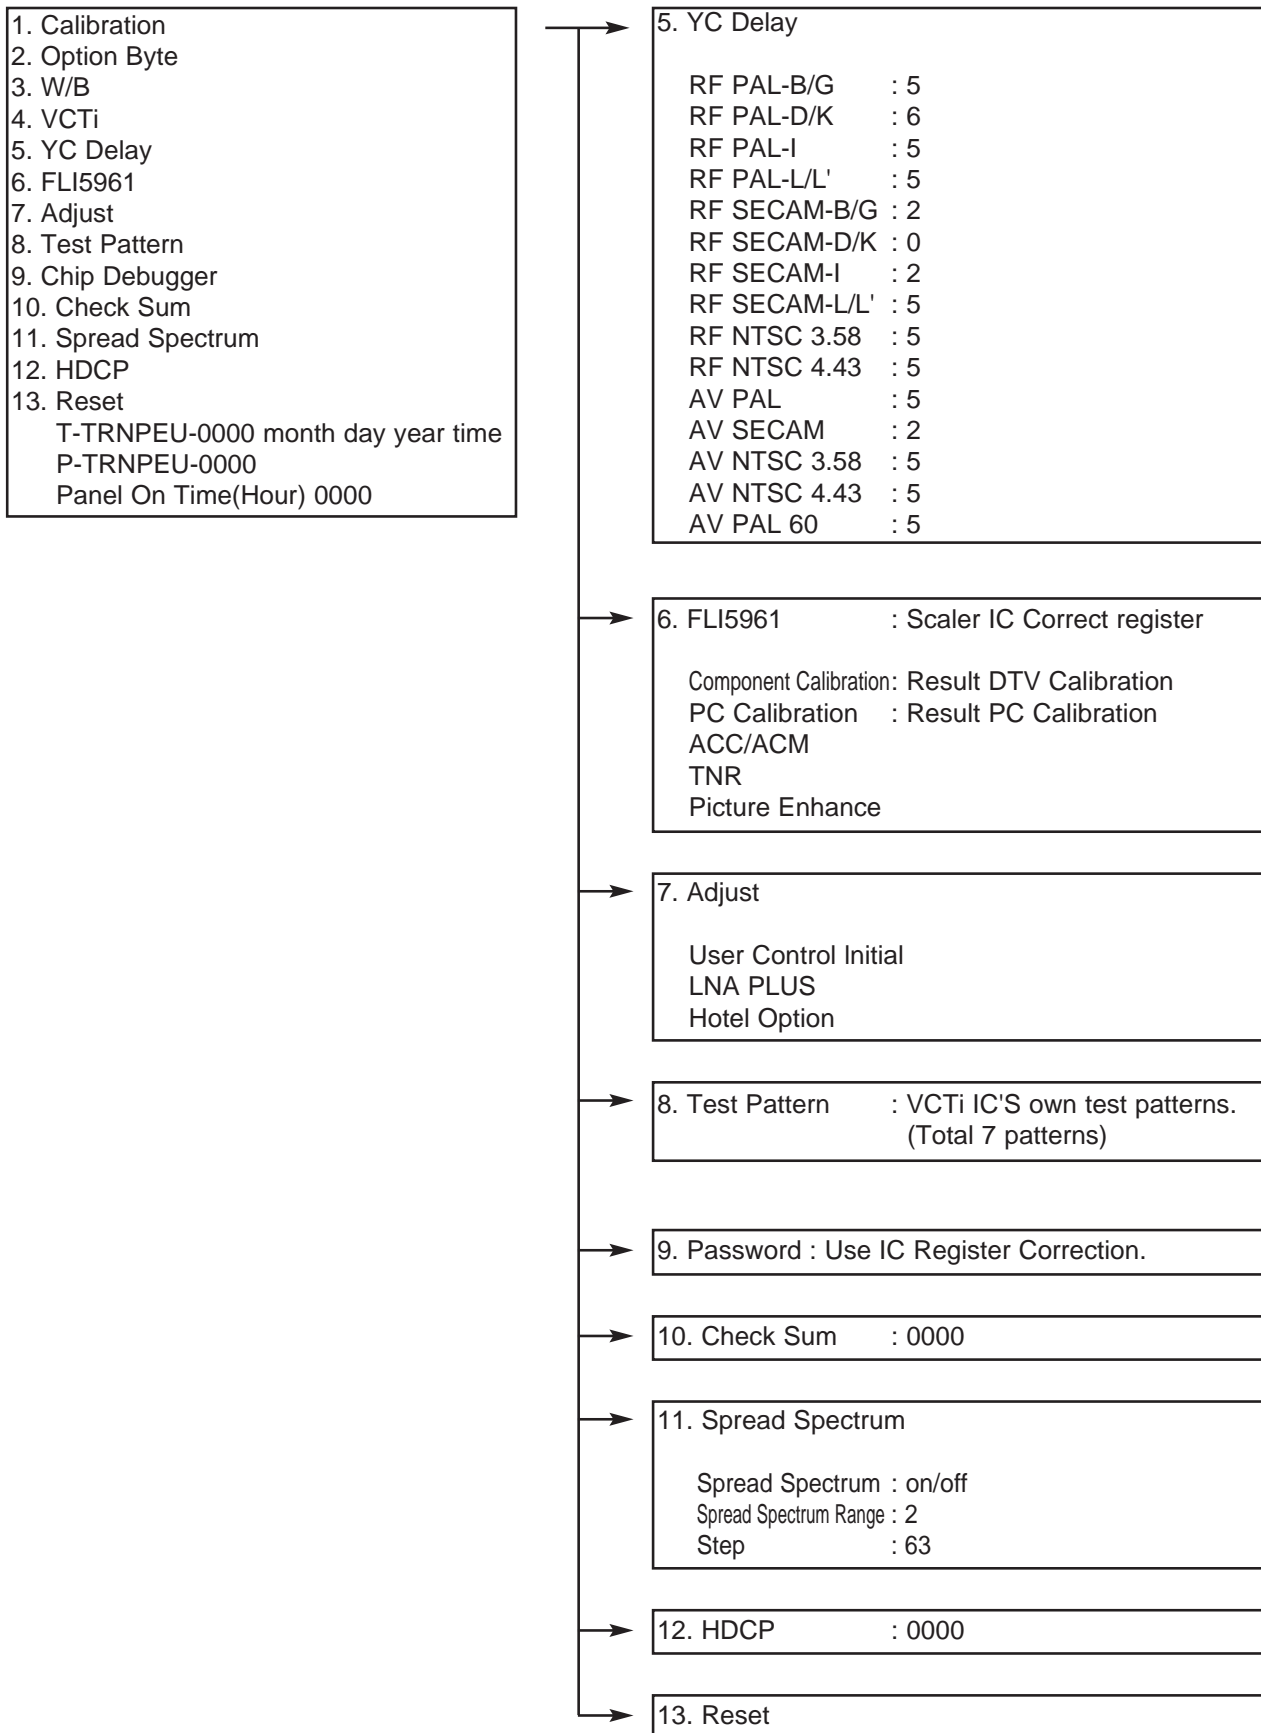 1. Calibration
2. Option Byte
3. W/B
4. VCTi
5. YC Delay
6. FLI5961
7. Adjust
8. Test Pattern
9. Chip Debugger
10. Check Sum
11. Spread Spectrum
12. HDCP
13. Reset
T-TRNPEU-0000 month day year time
P-TRNPEU-0000
Panel On Time(Hour) 0000
5. YC Delay
RF PAL-B/G : 5
RF PAL-D/K : 6
RF PAL-I : 5
RF PAL-L/L' : 5
RF SECAM-B/G : 2
RF SECAM-D/K : 0
RF SECAM-I : 2
RF SECAM-L/L' : 5
RF NTSC 3.58 : 5
RF NTSC 4.43 : 5
AV PAL : 5
AV SECAM : 2
AV NTSC 3.58 : 5
AV NTSC 4.43 : 5
AV PAL 60 : 5
6. FLI5961 : Scaler IC Correct register
Component Calibration : Result DTV Calibration
PC Calibration : Result PC Calibration
ACC/ACM
TNR
Picture Enhance
7. Adjust
User Control Initial
LNA PLUS
Hotel Option
8. Test Pattern : VCTi IC'S own test patterns.
(Total 7 patterns)
9. Password : Use IC Register Correction.
10. Check Sum : 0000
11. Spread Spectrum
Spread Spectrum : on/off
Spread Spectrum Range : 2
Step : 63
12. HDCP : 0000
13. Reset